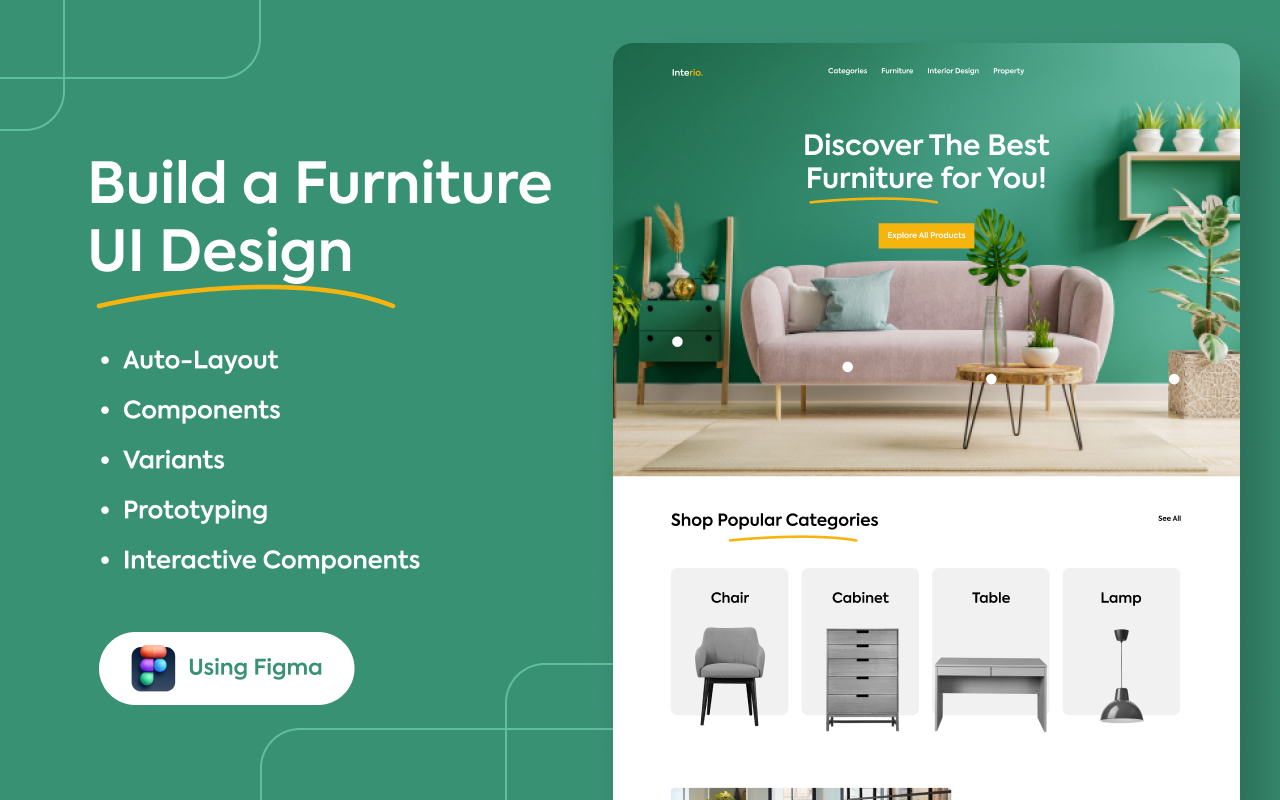 Build a Furniture
UI Design
• Auto-Layout
• Components
• Variants
• Prototyping
• Interactive Components
Using Figma
Interio.
Categories Furniture Interior Design Property
Discover The Best
Furniture for You!
Explore All Products
Shop Popular Categories
See All
Chair Cabinet Table Lamp